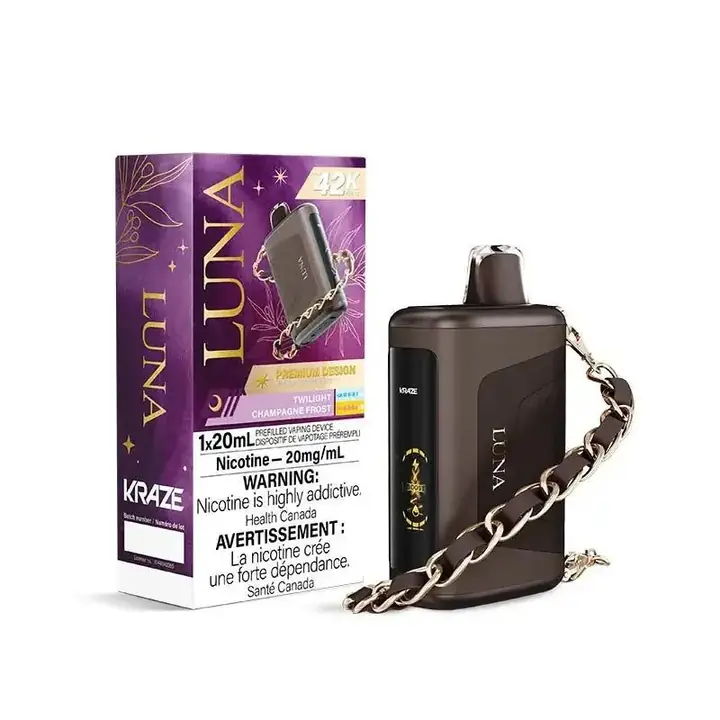 LUNA
KRAZE
Batch number / Numéro de lot
LUNA
42K
LUNA
PREMIUM DESIGN
TWILIGHT
CHAMPAGNE FROST
1x20mL
PREFILLED VAPING DEVICE
DISPOSITIF DE VAPOTAGE PRÉREMPLI
Nicotine — 20mg/mL
WARNING:
Nicotine is highly addictive.
Health Canada
AVERTISSEMENT :
La nicotine crée
une forte dépendance.
Santé Canada
KRAZE
LUNA